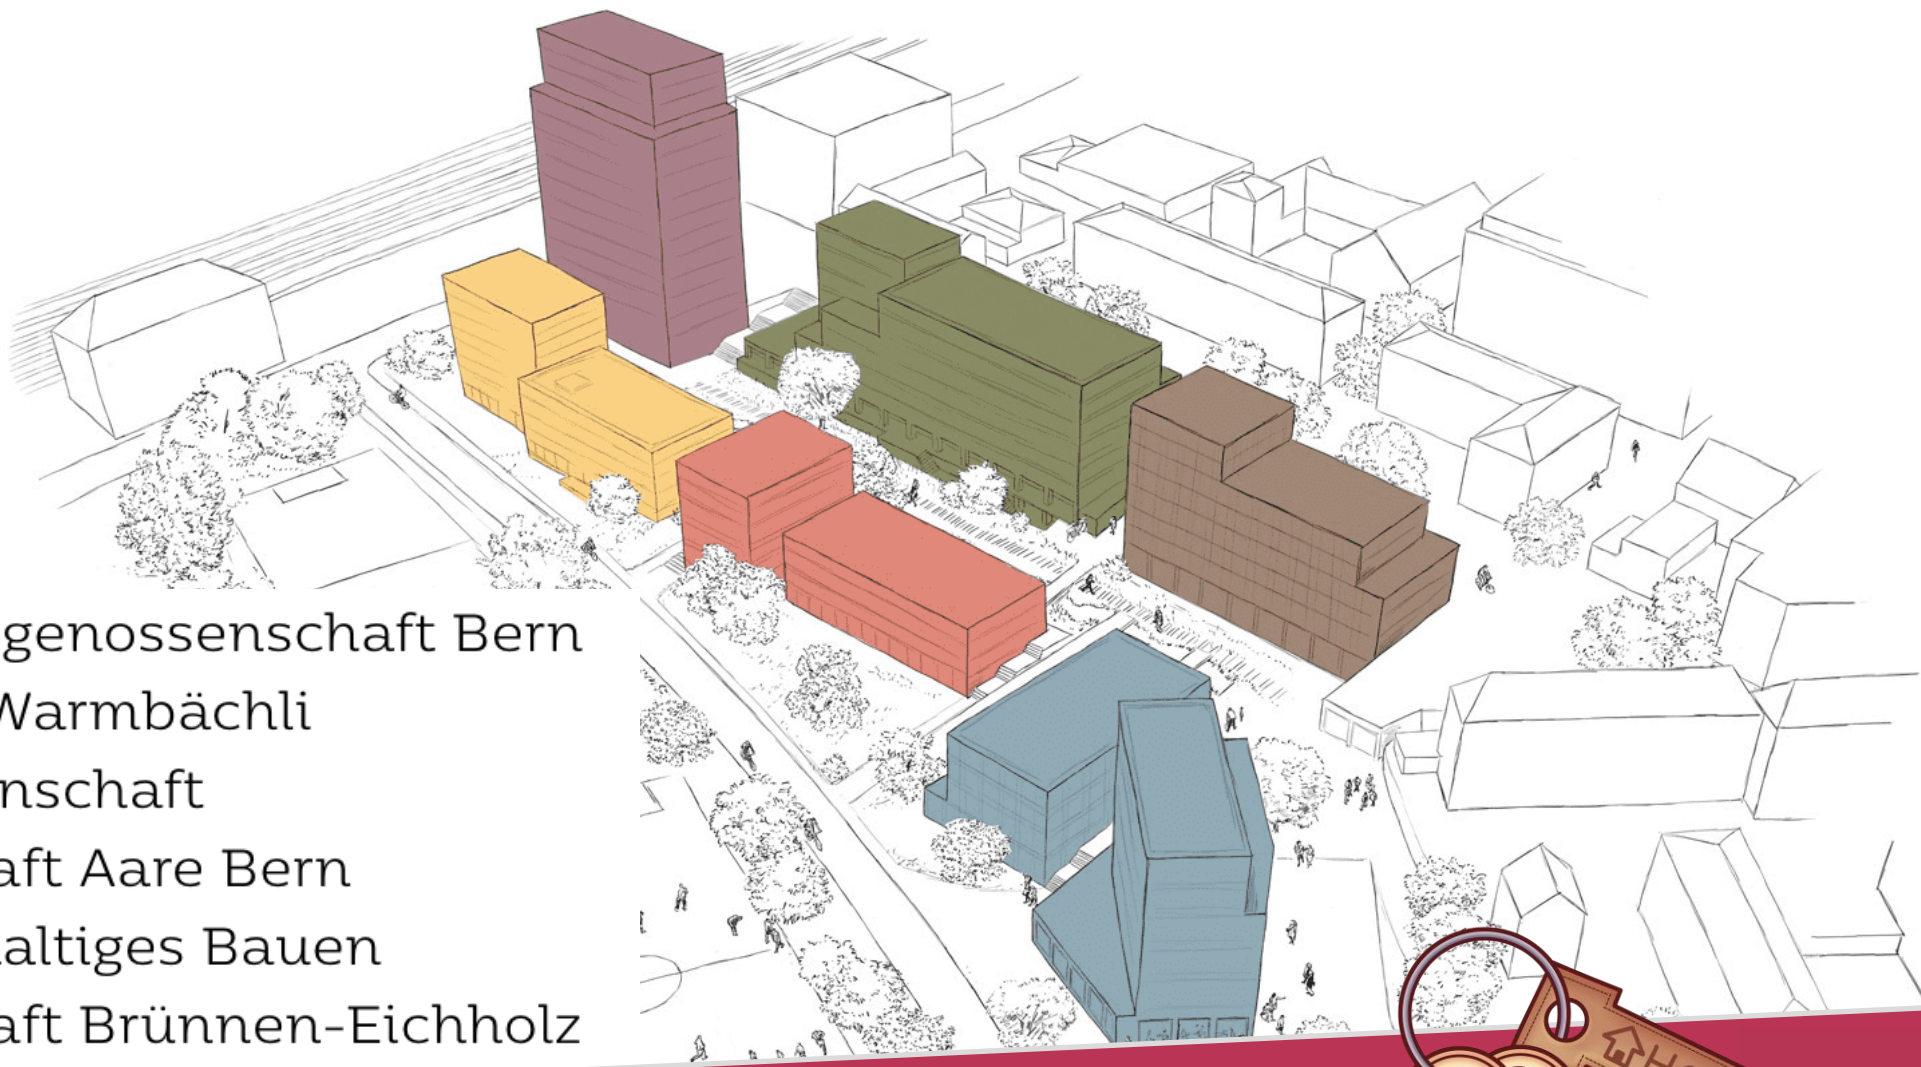 genossenschaft Bern
Warmbächli
nschaft
aft Aare Bern
altiges Bauen
aft Brünnen-Eichholz